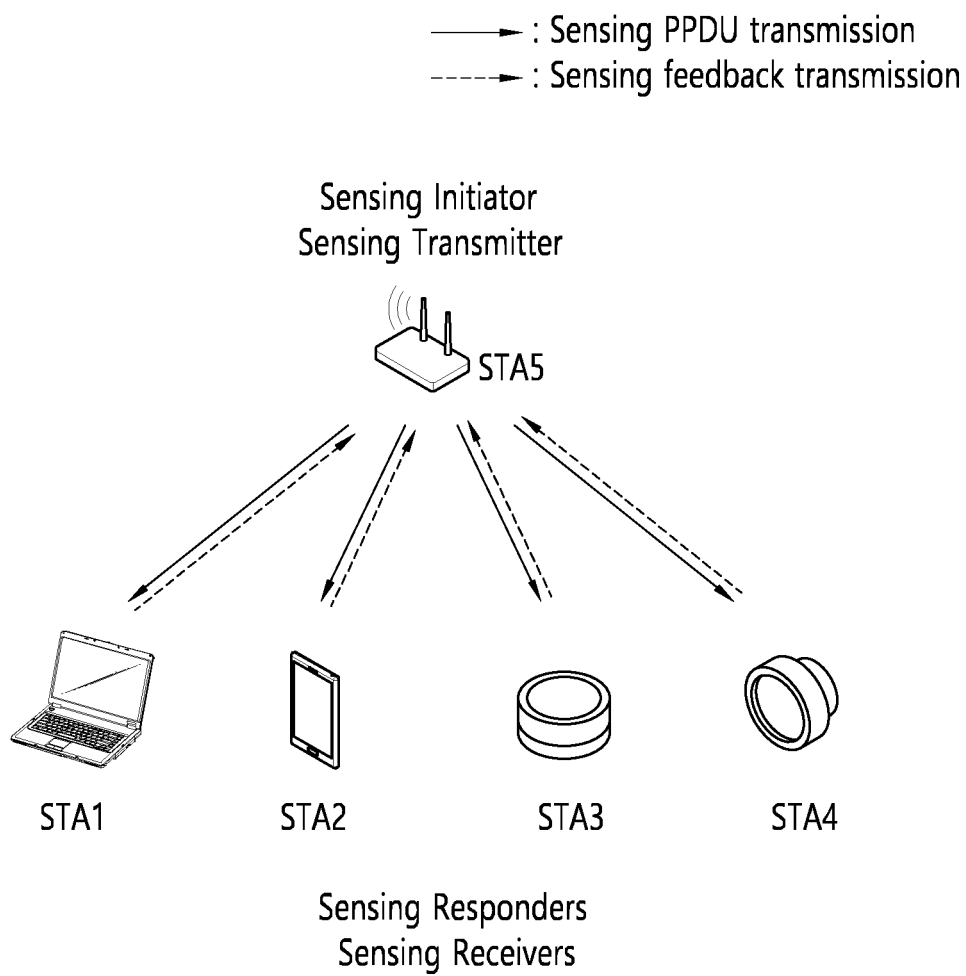 : Sensing PPDU transmission
: Sensing feedback transmission
Sensing Initiator
Sensing Transmitter
STA5
STA1
STA2
STA3
STA4
Sensing Responders
Sensing Receivers